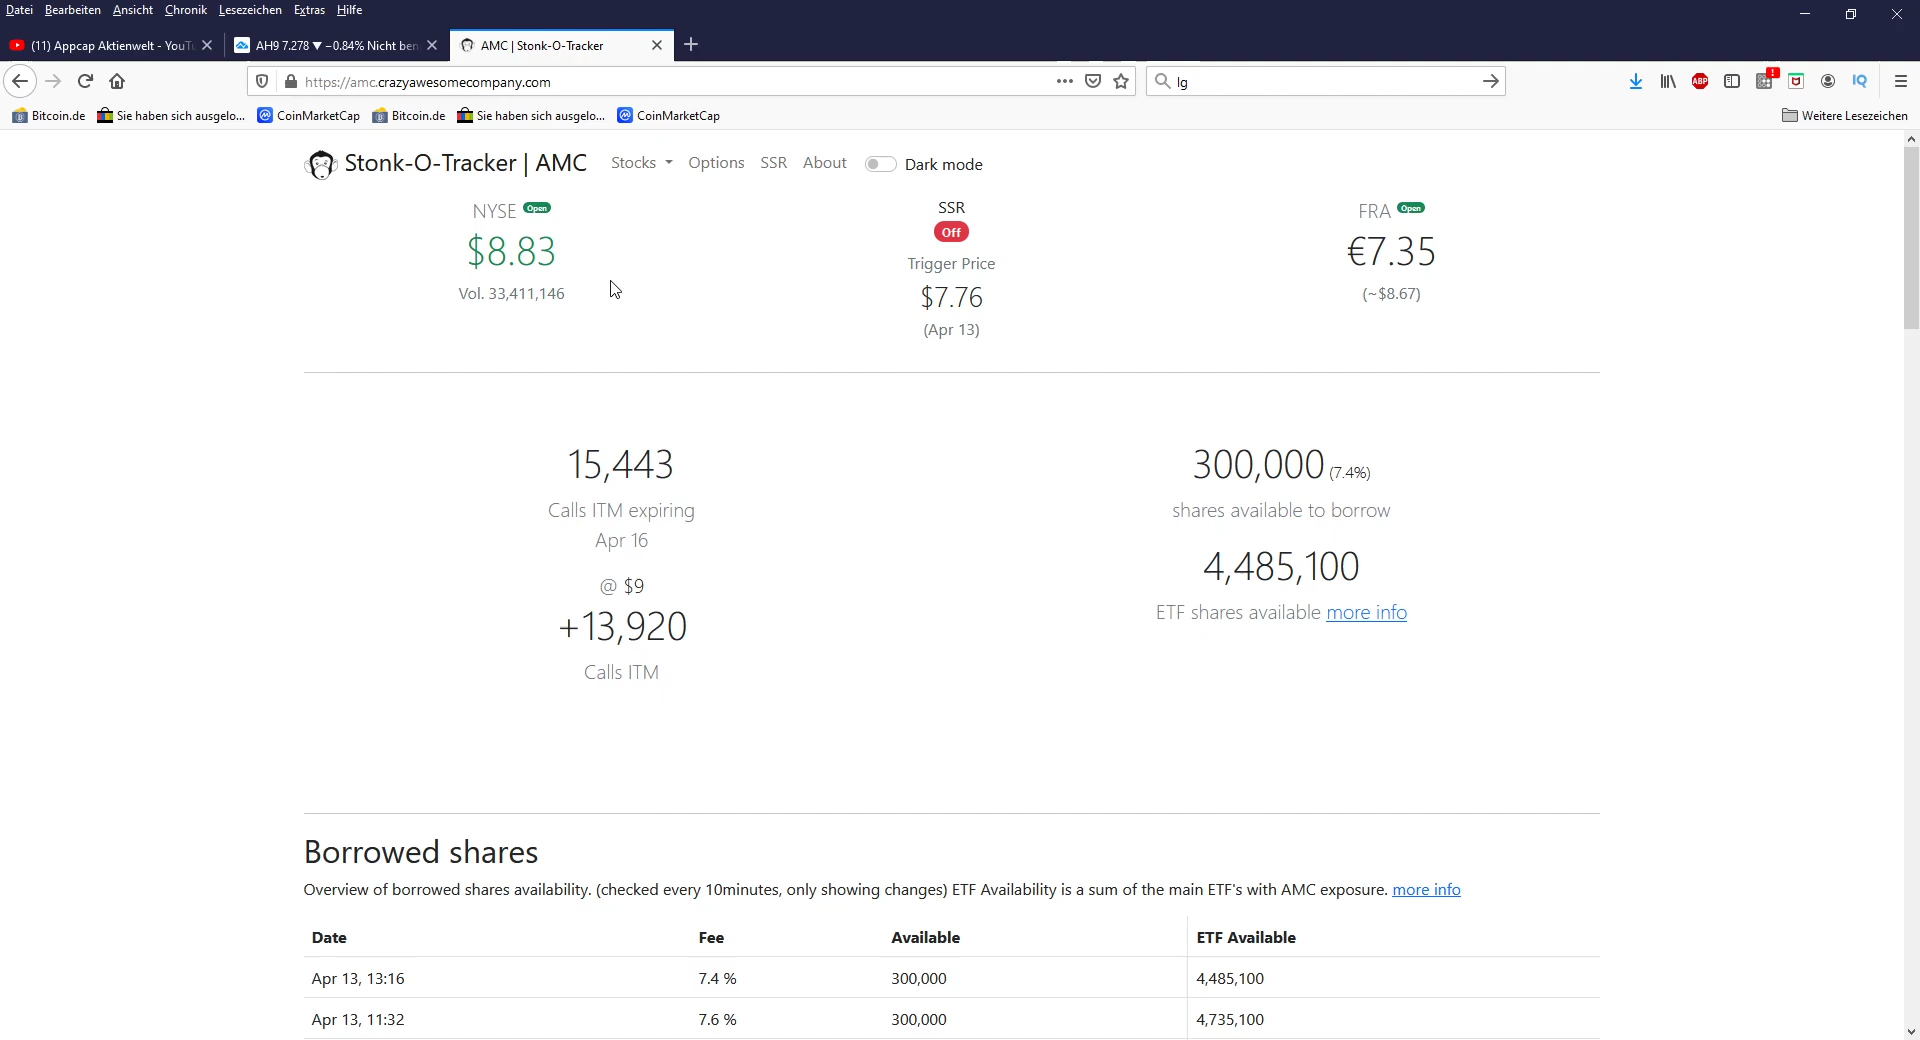 Datei Bearbeiten Ansicht Chronik Lesezeichen Extras Hilfe
(11) Appcap Aktienwelt - YouTu
AH9 7.278 ▼ −0.84% Nicht ben
AMC | Stonk-O-Tracker
https://amc.crazyawesomecompany.com
lg
ABP
IQ
Bitcoin.de Sie haben sich ausgelo... CoinMarketCap Bitcoin.de Sie haben sich ausgelo... CoinMarketCap Weitere Lesezeichen
Stonk-O-Tracker | AMC Stocks Options SSR About Dark mode
NYSE Open
$8.83
Vol. 33,411,146
SSR
Off
Trigger Price
$7.76
(Apr 13)
FRA Open
€7.35
(~$8.67)
15,443
Calls ITM expiring
Apr 16
@ $9
+13,920
Calls ITM
300,000 (7.4%)
shares available to borrow
4,485,100
ETF shares available more info
Borrowed shares
Overview of borrowed shares availability. (checked every 10minutes, only showing changes) ETF Availability is a sum of the main ETF's with AMC exposure. more info
Date Fee Available ETF Available
Apr 13, 13:16 7.4 % 300,000 4,485,100
Apr 13, 11:32 7.6 % 300,000 4,735,100